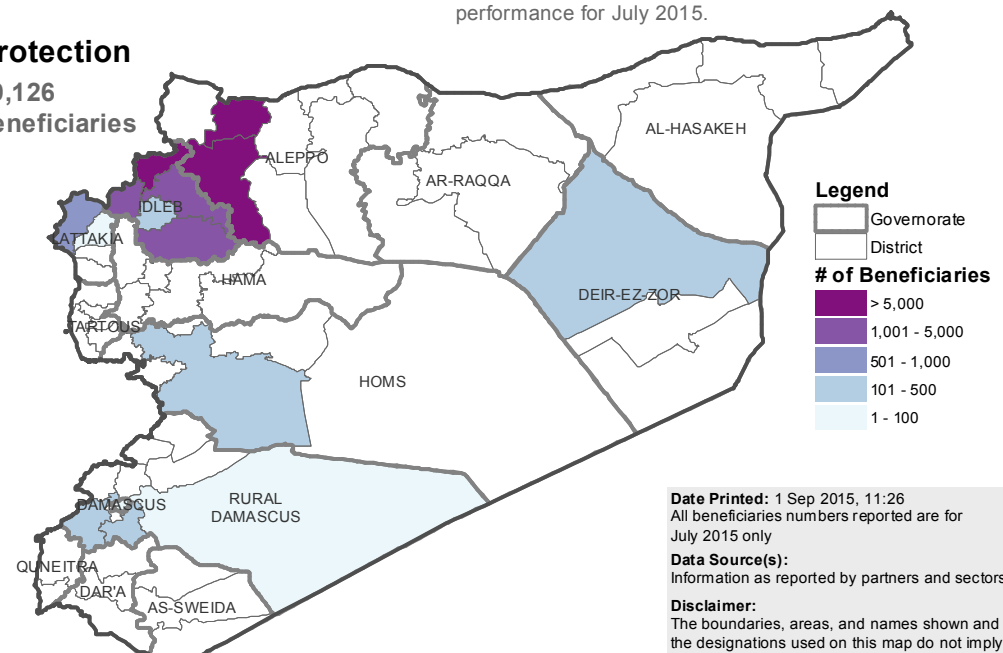 performance for July 2015.
rotection
,126
eneficiaries
AL-HASAKEH
ALEPPO
AR-RAQQA
IDLEB
LATTAKIA
HAMA
DEIR-EZ-ZOR
TARTOUS
HOMS
RURAL
DAMASCUS
DAMASCUS
QUNEITRA
DAR'A
AS-SWEIDA
Legend
Governorate
District
# of Beneficiaries
> 5,000
1,001 - 5,000
501 - 1,000
101 - 500
1 - 100
Date Printed: 1 Sep 2015, 11:26
All beneficiaries numbers reported are for
July 2015 only
Data Source(s):
Information as reported by partners and sectors
Disclaimer:
The boundaries, areas, and names shown and
the designations used on this map do not imply